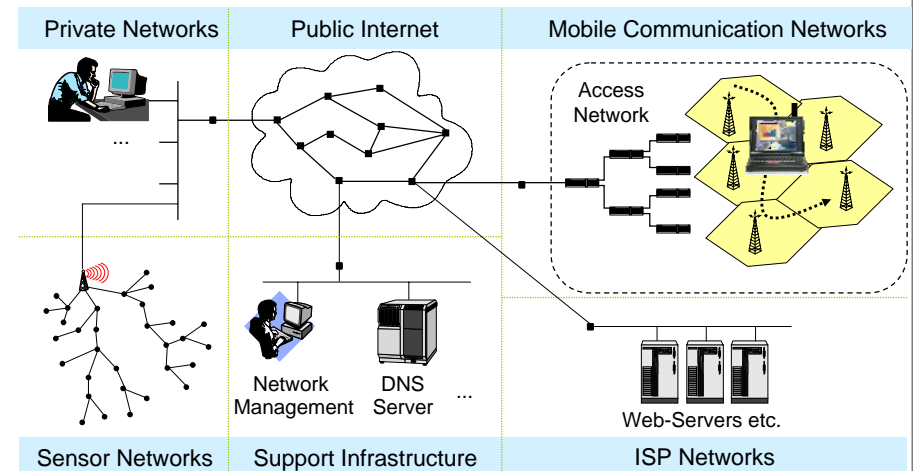 Private Networks
Public Internet
Mobile Communication Networks
Access
Network
...
Network
Management
DNS
Server
...
Web-Servers etc.
Sensor Networks
Support Infrastructure
ISP Networks